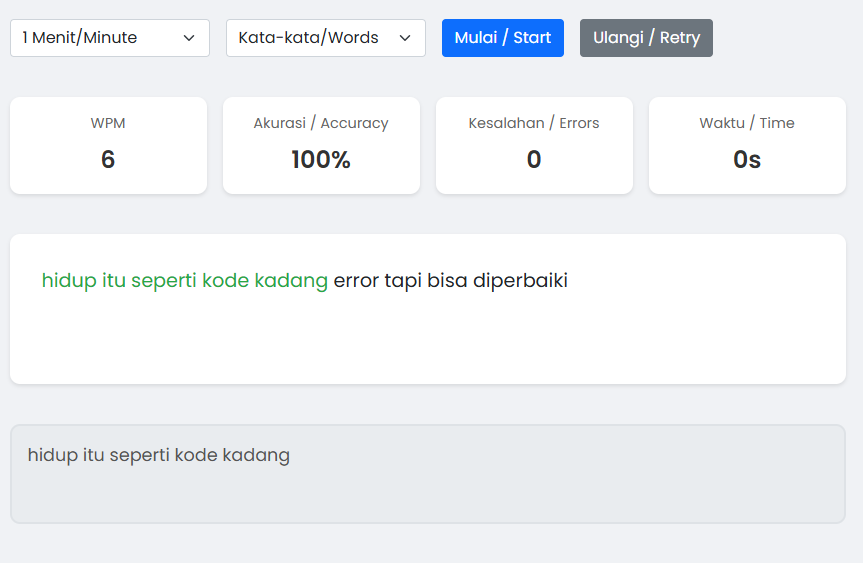 1 Menit/Minute
Kata-kata/Words
Mulai / Start
Ulangi / Retry
WPM
6
Akurasi / Accuracy
100%
Kesalahan / Errors
0
Waktu / Time
0s
hidup itu seperti kode kadang error tapi bisa diperbaiki
hidup itu seperti kode kadang